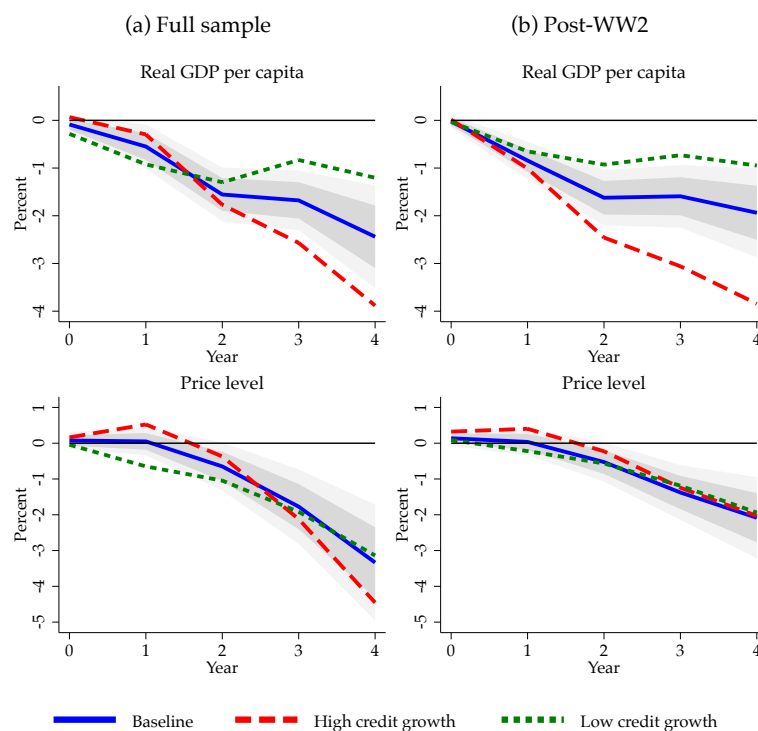 (a) Full sample
(b) Post-WW2
Real GDP per capita
0
-1
-2
-3
-4
Percent
0 1 2 3 4
Year
Real GDP per capita
0
-1
-2
-3
-4
Percent
0 1 2 3 4
Year
Price level
1
0
-1
-2
-3
-4
-5
Percent
0 1 2 3 4
Year
Price level
1
0
-1
-2
-3
-4
-5
Percent
0 1 2 3 4
Year
Baseline High credit growth Low credit growth